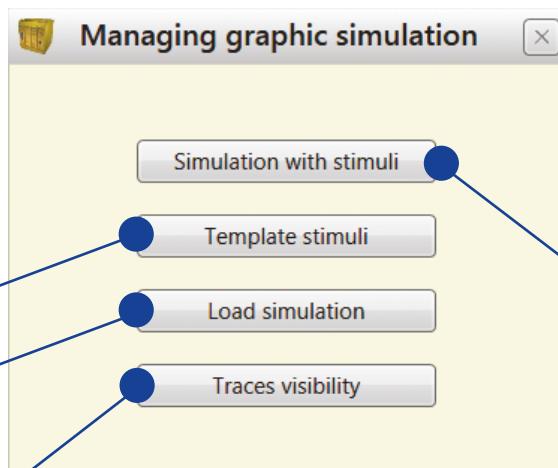 Managing graphic simulation
Simulation with stimuli
Template stimuli
Load simulation
Traces visibility